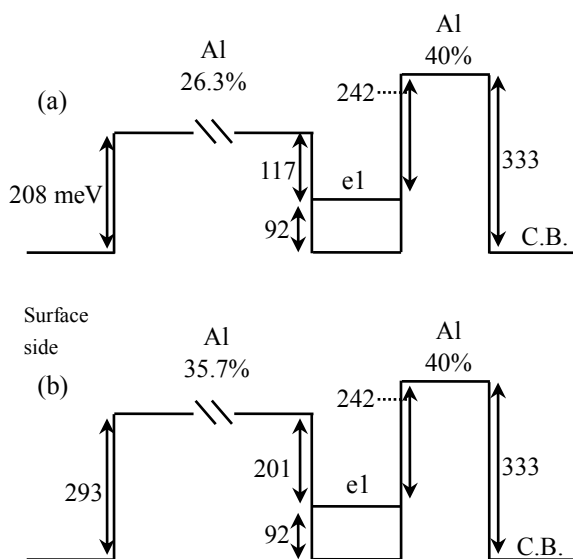 Al
26.3%
Al
40%
(a)
242
117
e1
333
208 meV
92
C.B.
Surface
side
Al
35.7%
Al
40%
(b)
242
201
e1
333
293
92
C.B.